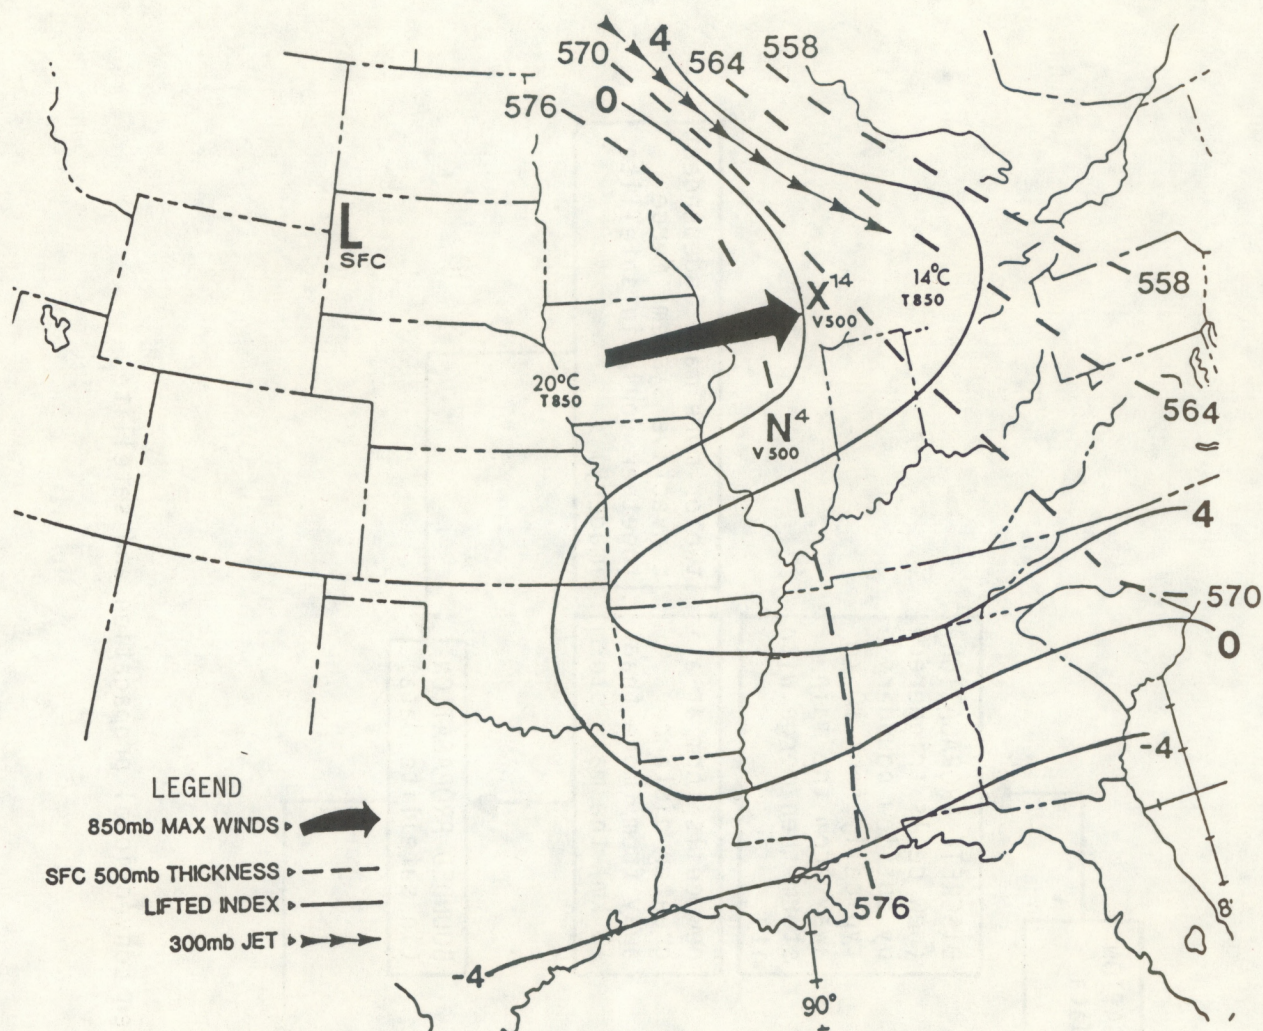 4
570
558
564
576
0
L
SFC
14°C
T850
558
X14
V500
20°C
T850
564
N4
V500
4
570
0
-4
LEGEND
850mb MAX WINDS
SFC 500mb THICKNESS
LIFTED INDEX
300mb JET
576
8
-4
90°